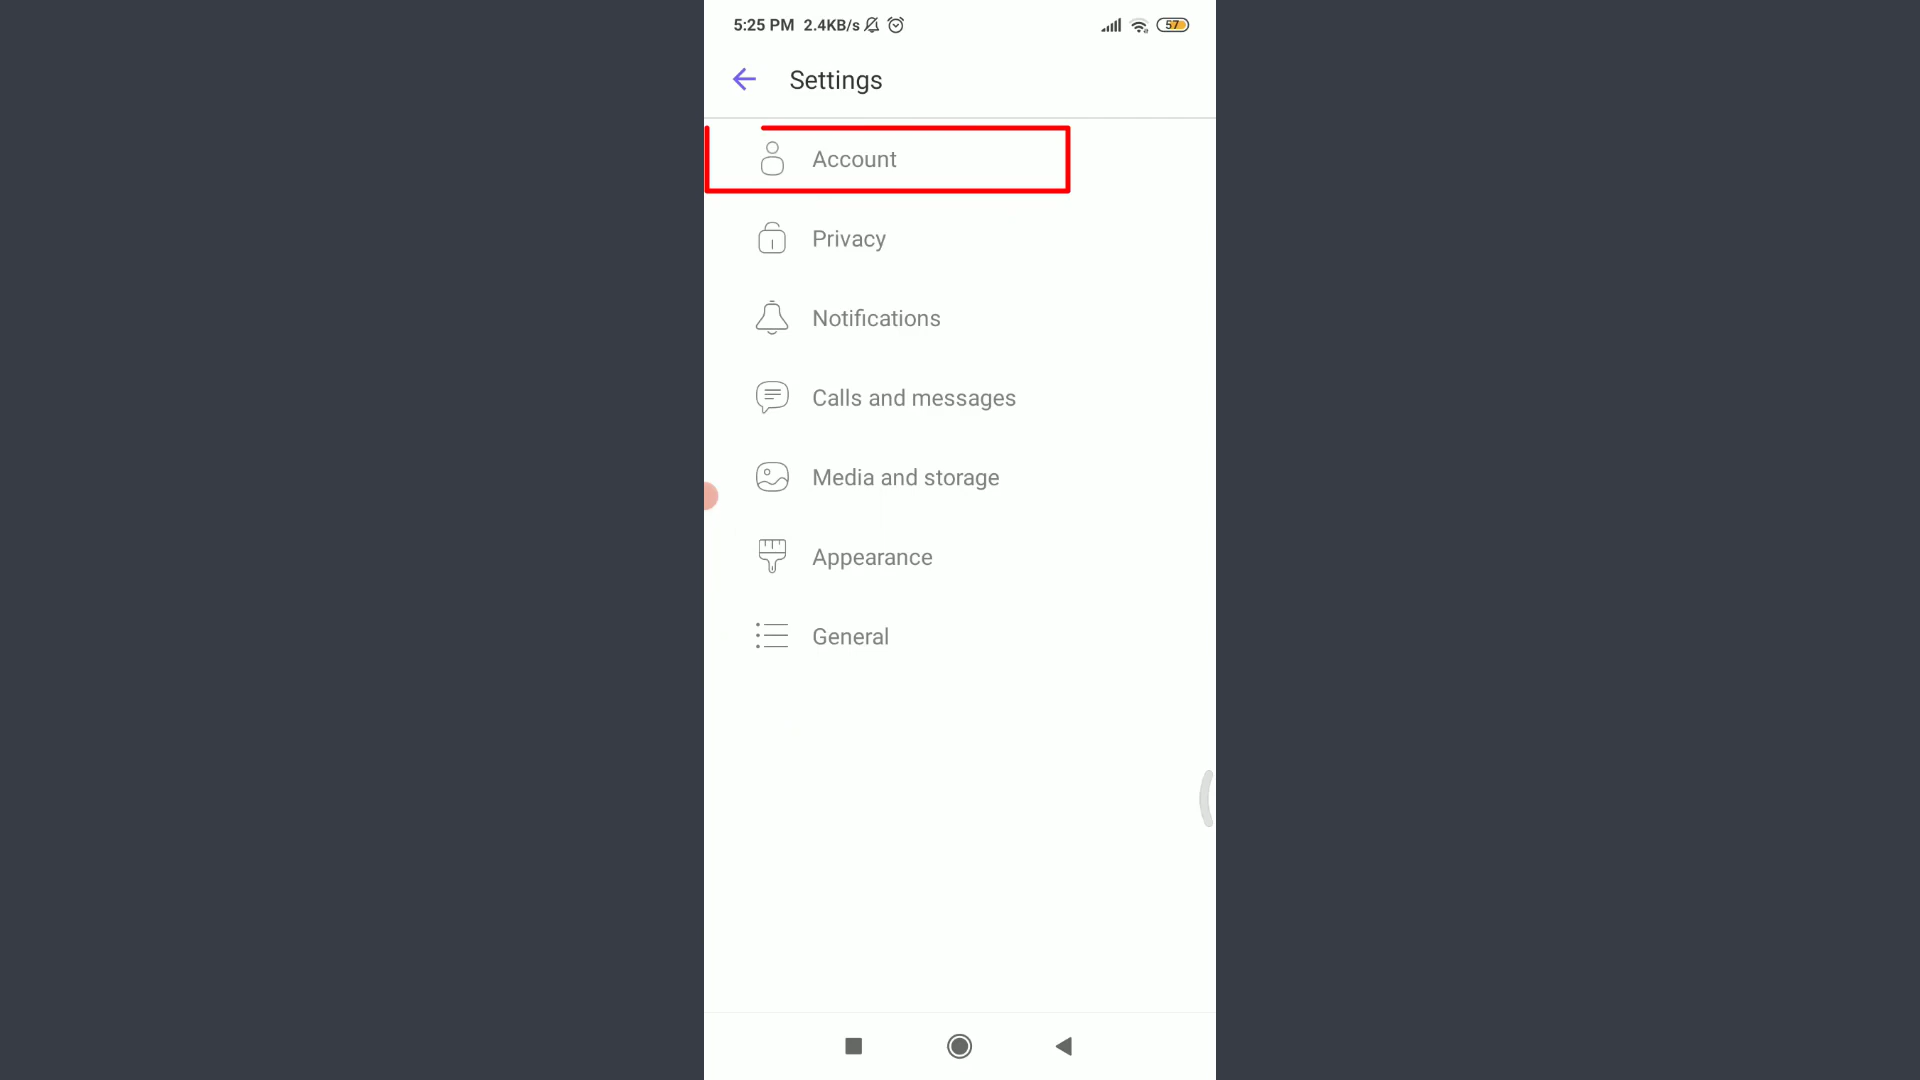 5:25 PM 2.4KB/s 57
Settings
Account
Privacy
Notifications
Calls and messages
Media and storage
Appearance
General